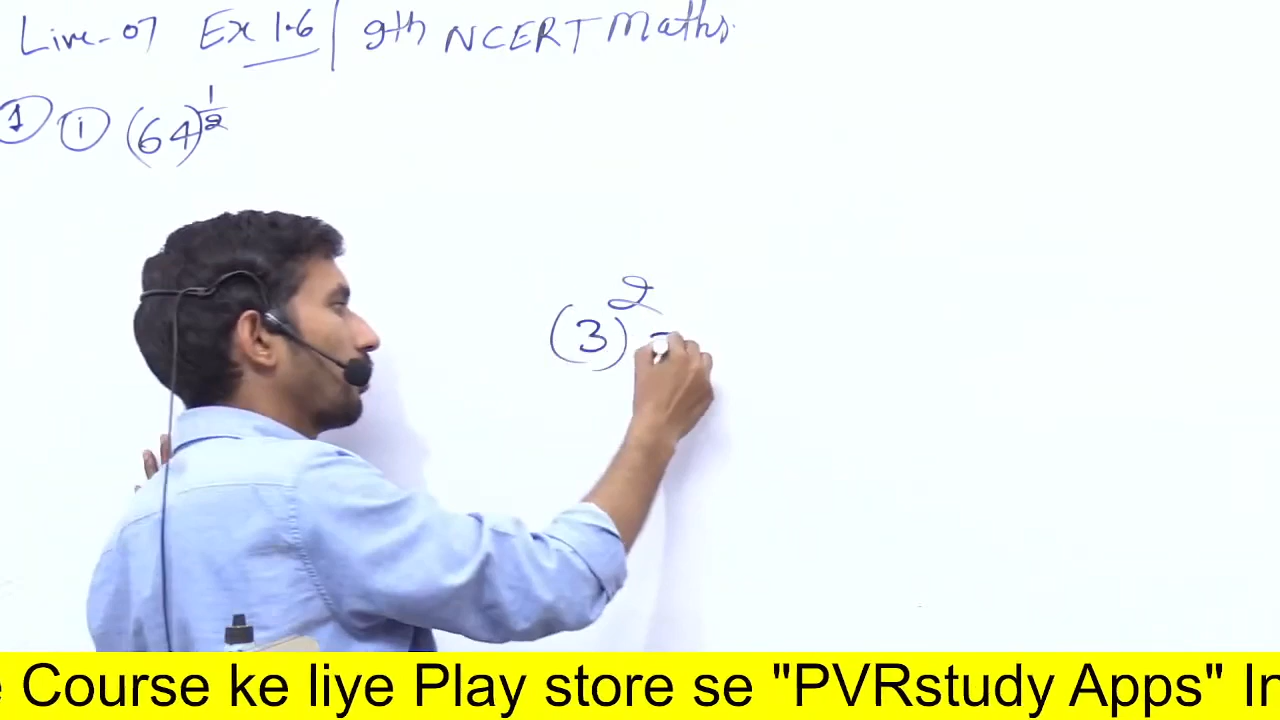 Live-07 Ex 1.6 | 9th NCERT Maths.
1 i (64)^1/2
(3)^2 =
e Course ke liye Play store se "PVRstudy Apps" In